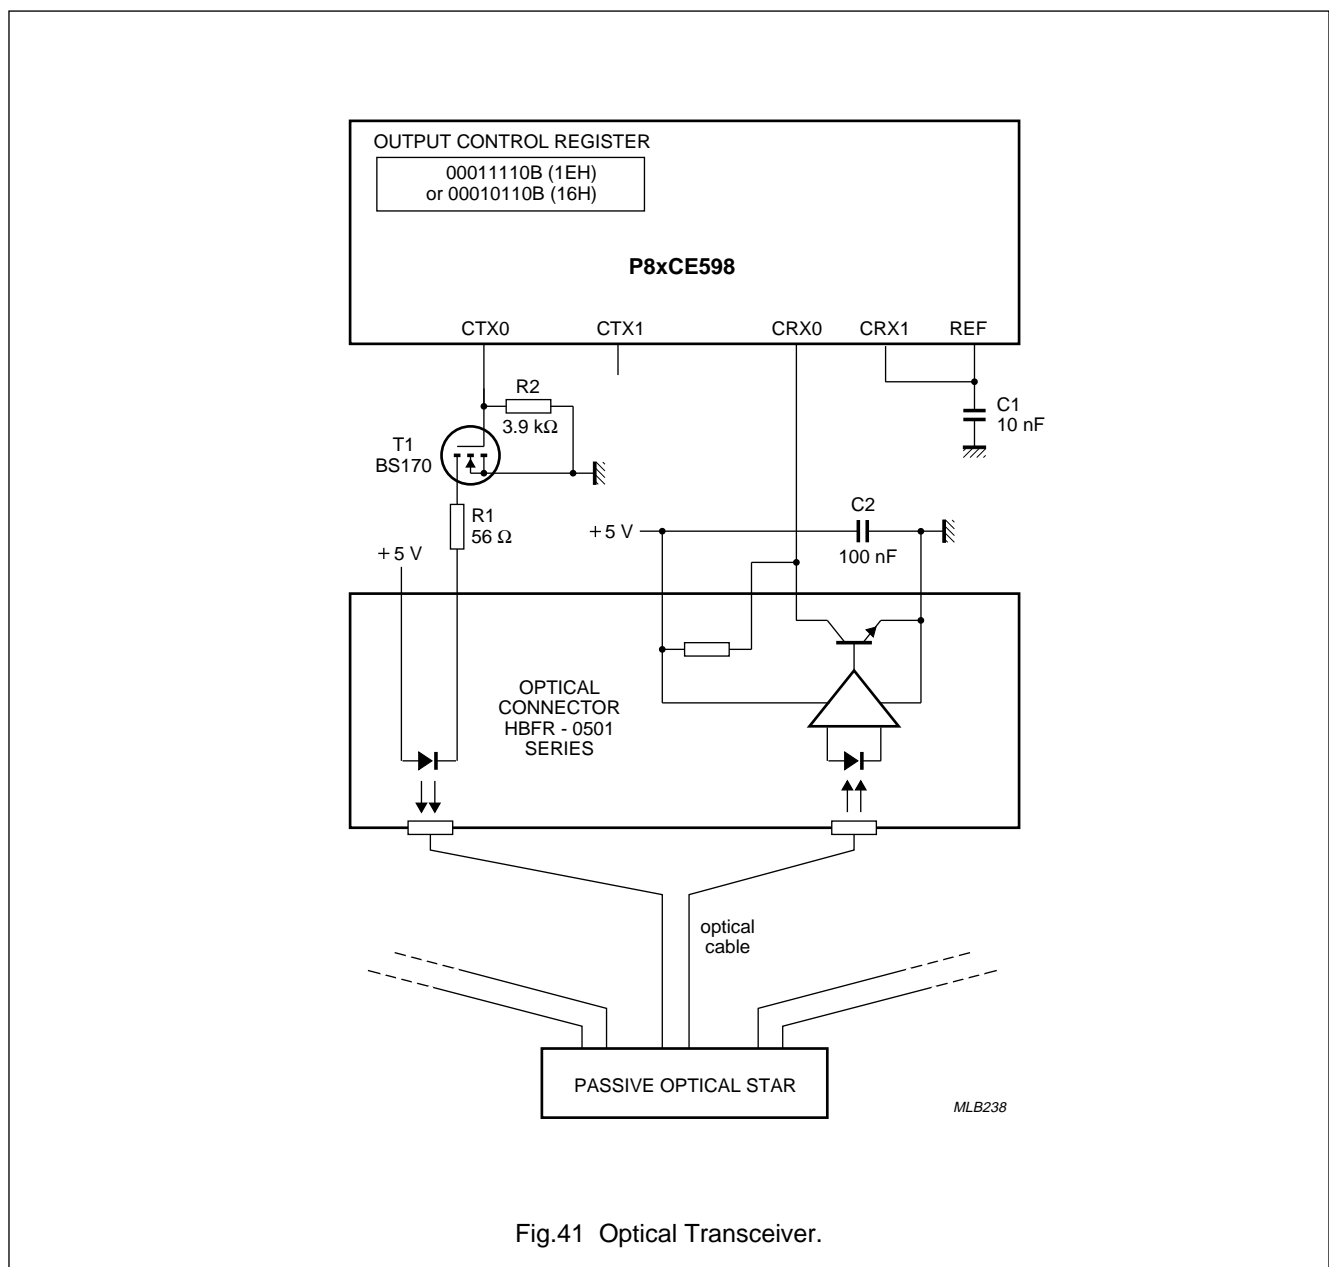 OUTPUT CONTROL REGISTER
00011110B (1EH)
or 00010110B (16H)
P8xCE598
CTX0
CTX1
CRX0
CRX1
REF
R2
3.9 kΩ
C1
10 nF
T1
BS170
R1
56 Ω
+5 V
+5 V
C2
100 nF
OPTICAL
CONNECTOR
HBFR - 0501
SERIES
optical
cable
PASSIVE OPTICAL STAR
MLB238
Fig.41 Optical Transceiver.